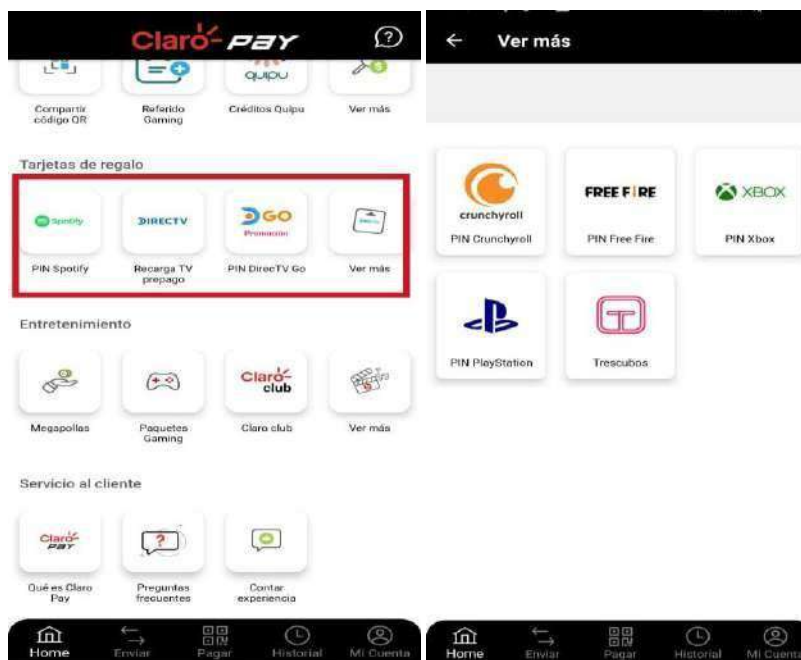 Claro- pay
?
quipu
Compartir código QR
Referido Gaming
Créditos Quipu
Ver más
Tarjetas de regalo
Spotify
DIRECTV
DGO
Promoción
PIN Spotify
Recarga TV prepago
PIN DirecTV Go
Ver más
Entretenimiento
Claro- club
Megapollas
Paquetes Gaming
Claro club
Ver más
Servicio al cliente
Claro- pay
?
Qué es Claro Pay
Preguntas frecuentes
Contar experiencia
Home
Enviar
Pagar
Historial
Mi Cuenta
Ver más
crunchyroll
FREE FIRE
XBOX
PIN Crunchyroll
PIN Free Fire
PIN Xbox
PIN PlayStation
Trescubos
Home
Enviar
Pagar
Historial
Mi Cuenta